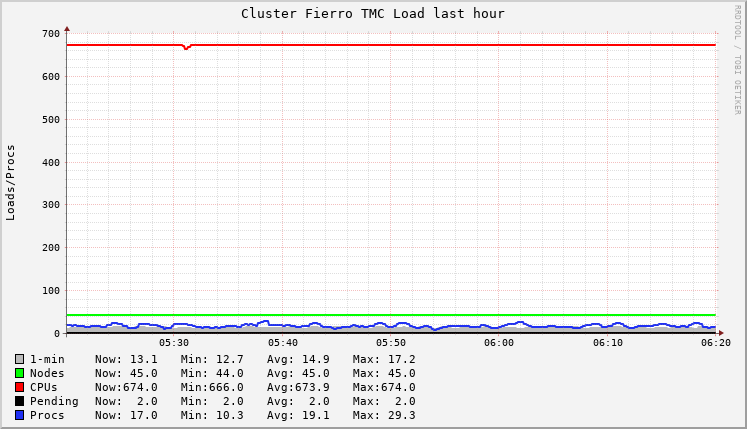 Cluster Fierro TMC Load last hour
RRDTOOL / TOBI OETIKER
Loads/Procs
700
600
500
400
300
200
100
0
05:30 05:40 05:50 06:00 06:10 06:20
1-min Now: 13.1 Min: 12.7 Avg: 14.9 Max: 17.2
Nodes Now: 45.0 Min: 44.0 Avg: 45.0 Max: 45.0
CPUs Now:674.0 Min:666.0 Avg:673.9 Max:674.0
Pending Now: 2.0 Min: 2.0 Avg: 2.0 Max: 2.0
Procs Now: 17.0 Min: 10.3 Avg: 19.1 Max: 29.3